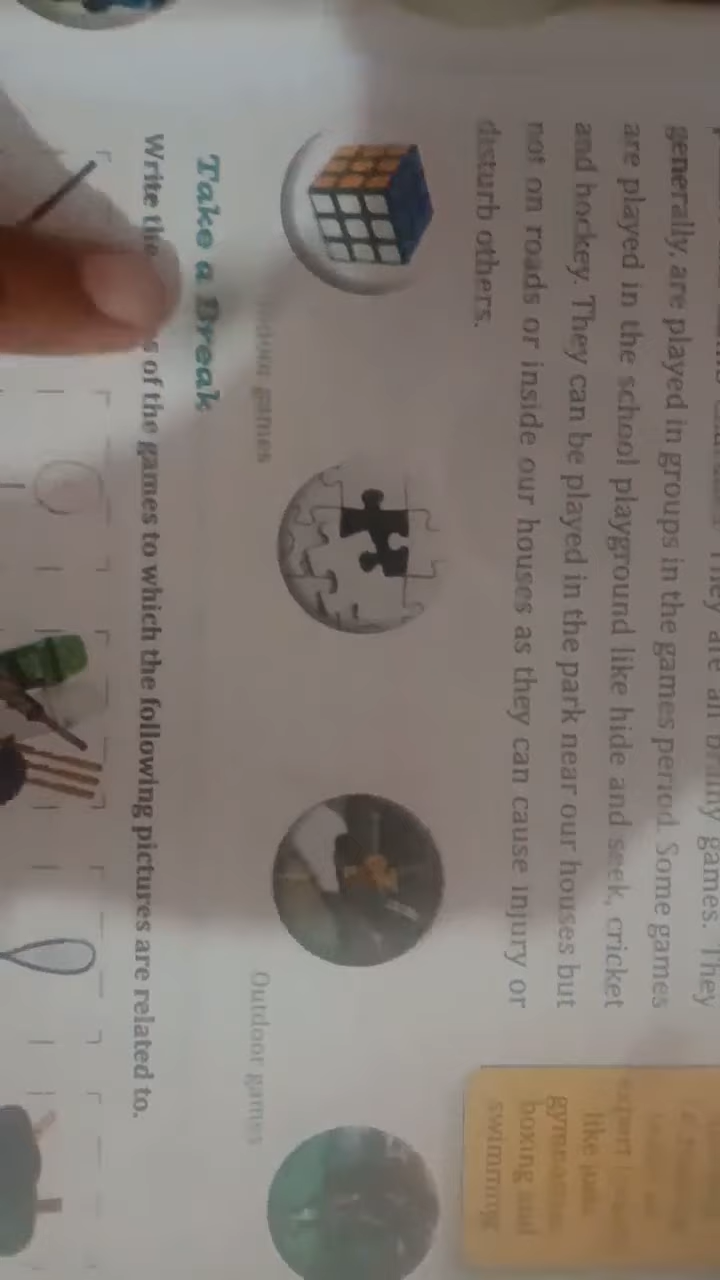 They are all brainy games. They
generally, are played in groups in the games period. Some games
are played in the school playground like hide and seek, cricket
and hockey. They can be played in the park near our houses but
not on roads or inside our houses as they can cause injury or
disturb others.
expert
like
gymnastics
boxing and
swimming
games
Outdoor games
Take a Break
Write the of the games to which the following pictures are related to.